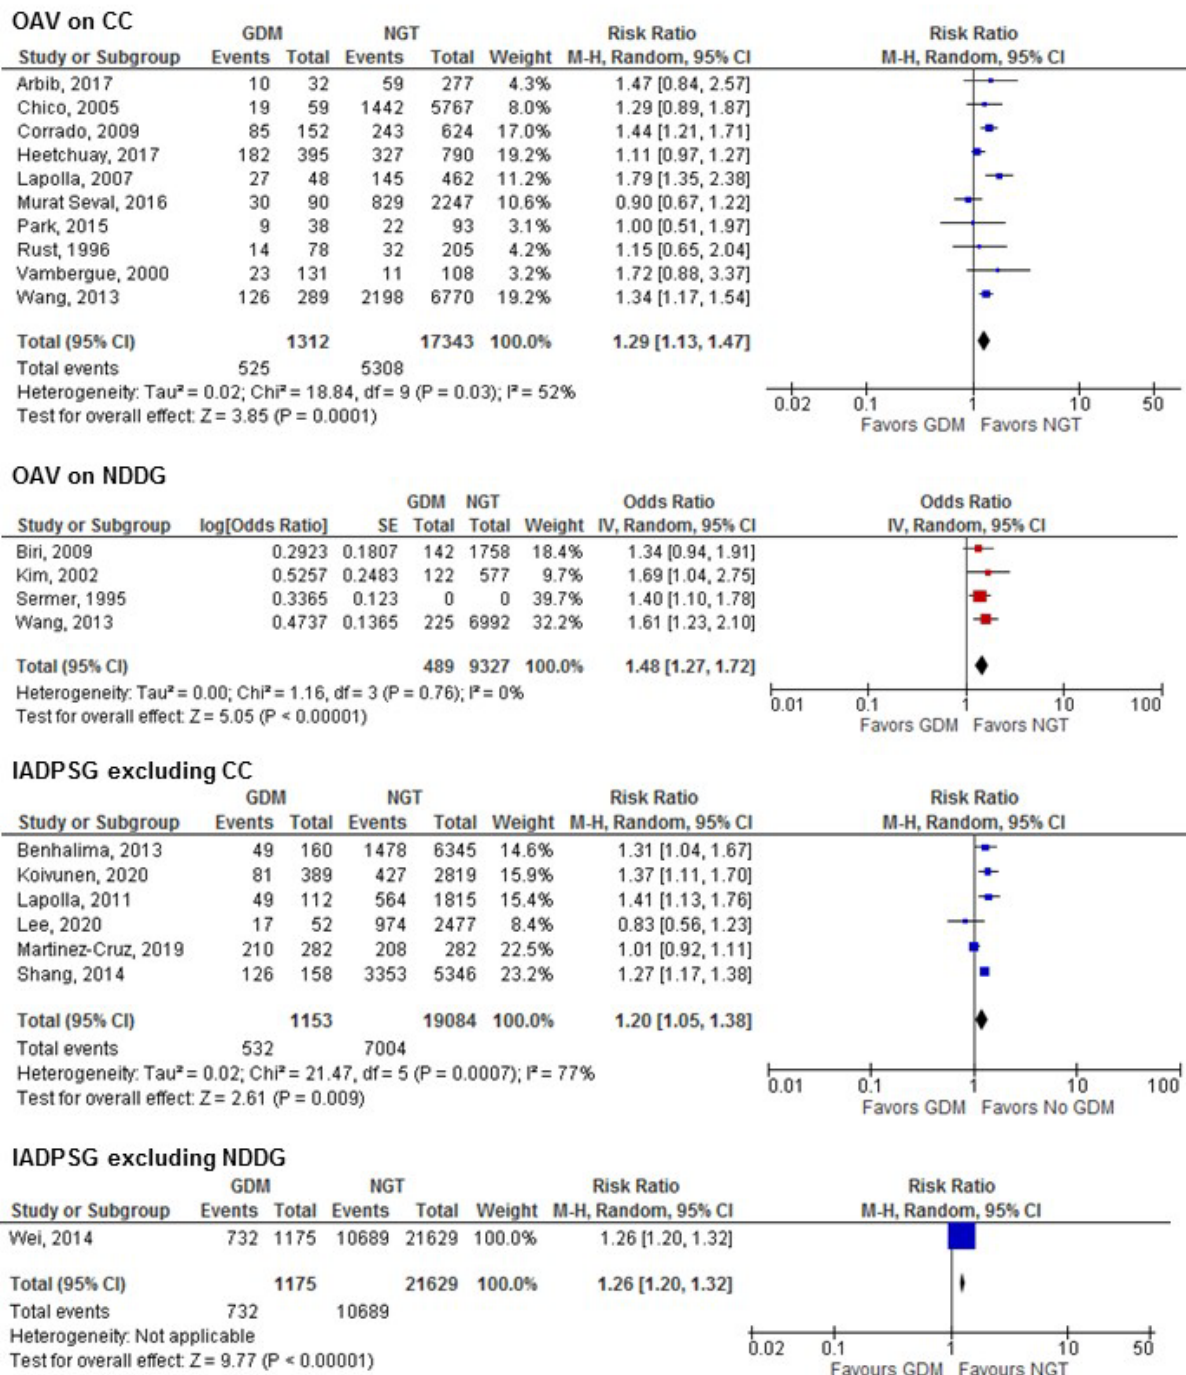 OAV on CC
GDM NGT Risk Ratio Risk Ratio
Study or Subgroup Events Total Events Total Weight M-H, Random, 95% CI M-H, Random, 95% CI
Arbib, 2017 10 32 59 277 4.3% 1.47 [0.84, 2.57]
Chico, 2005 19 59 1442 5767 8.0% 1.29 [0.89, 1.87]
Corrado, 2009 85 152 243 624 17.0% 1.44 [1.21, 1.71]
Heetchuay, 2017 182 395 327 790 19.2% 1.11 [0.97, 1.27]
Lapolla, 2007 27 48 145 462 11.2% 1.79 [1.35, 2.38]
Murat Seval, 2016 30 90 829 2247 10.6% 0.90 [0.67, 1.22]
Park, 2015 9 38 22 93 3.1% 1.00 [0.51, 1.97]
Rust, 1996 14 78 32 205 4.2% 1.15 [0.65, 2.04]
Vambergue, 2000 23 131 11 108 3.2% 1.72 [0.88, 3.37]
Wang, 2013 126 289 2198 6770 19.2% 1.34 [1.17, 1.54]
Total (95% CI) 1312 17343 100.0% 1.29 [1.13, 1.47]
Total events 525 5308
Heterogeneity: Tau² = 0.02; Chi² = 18.84, df = 9 (P = 0.03); I² = 52%
Test for overall effect: Z = 3.85 (P = 0.0001)
0.02 0.1 1 10 50
Favors GDM Favors NGT
OAV on NDDG
GDM NGT Odds Ratio Odds Ratio
Study or Subgroup log[Odds Ratio] SE Total Total Weight IV, Random, 95% CI IV, Random, 95% CI
Biri, 2009 0.2923 0.1807 142 1758 18.4% 1.34 [0.94, 1.91]
Kim, 2002 0.5257 0.2483 122 577 9.7% 1.69 [1.04, 2.75]
Sermer, 1995 0.3365 0.123 0 0 39.7% 1.40 [1.10, 1.78]
Wang, 2013 0.4737 0.1365 225 6992 32.2% 1.61 [1.23, 2.10]
Total (95% CI) 489 9327 100.0% 1.48 [1.27, 1.72]
Heterogeneity: Tau² = 0.00; Chi² = 1.16, df = 3 (P = 0.76); I² = 0%
Test for overall effect: Z = 5.05 (P < 0.00001)
0.01 0.1 1 10 100
Favors GDM Favors NGT
IADPSG excluding CC
GDM NGT Risk Ratio Risk Ratio
Study or Subgroup Events Total Events Total Weight M-H, Random, 95% CI M-H, Random, 95% CI
Benhalima, 2013 49 160 1478 6345 14.6% 1.31 [1.04, 1.67]
Koivunen, 2020 81 389 427 2819 15.9% 1.37 [1.11, 1.70]
Lapolla, 2011 49 112 564 1815 15.4% 1.41 [1.13, 1.76]
Lee, 2020 17 52 974 2477 8.4% 0.83 [0.56, 1.23]
Martinez-Cruz, 2019 210 282 208 282 22.5% 1.01 [0.92, 1.11]
Shang, 2014 126 158 3353 5346 23.2% 1.27 [1.17, 1.38]
Total (95% CI) 1153 19084 100.0% 1.20 [1.05, 1.38]
Total events 532 7004
Heterogeneity: Tau² = 0.02; Chi² = 21.47, df = 5 (P = 0.0007); I² = 77%
Test for overall effect: Z = 2.61 (P = 0.009)
0.01 0.1 1 10 100
Favors GDM Favors No GDM
IADPSG excluding NDDG
GDM NGT Risk Ratio Risk Ratio
Study or Subgroup Events Total Events Total Weight M-H, Random, 95% CI M-H, Random, 95% CI
Wei, 2014 732 1175 10689 21629 100.0% 1.26 [1.20, 1.32]
Total (95% CI) 1175 21629 100.0% 1.26 [1.20, 1.32]
Total events 732 10689
Heterogeneity: Not applicable
Test for overall effect: Z = 9.77 (P < 0.00001)
0.02 0.1 1 10 50
Favours GDM Favours NGT